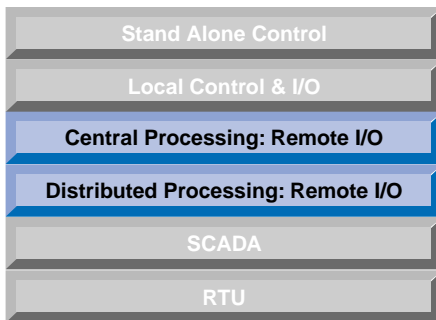 Stand Alone Control
Local Control & I/O
Central Processing: Remote I/O
Distributed Processing: Remote I/O
SCADA
RTU